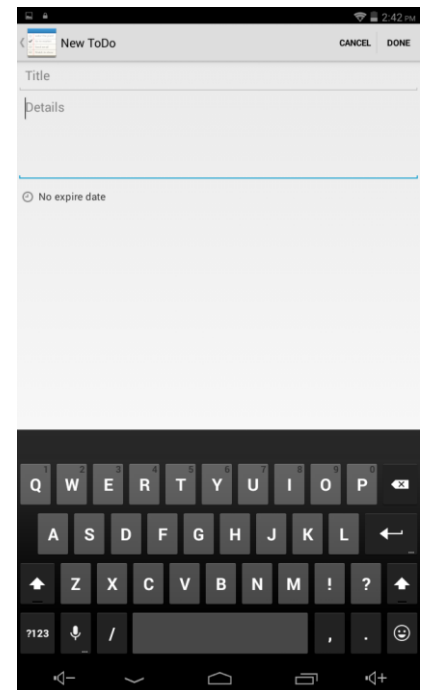 2:42 PM
New ToDo CANCEL DONE
Title
Details
No expire date
1 2 3 4 5 6 7 8 9 0
Q W E R T Y U I O P
A S D F G H J K L
Z X C V B N M ! ?
?123 / , .